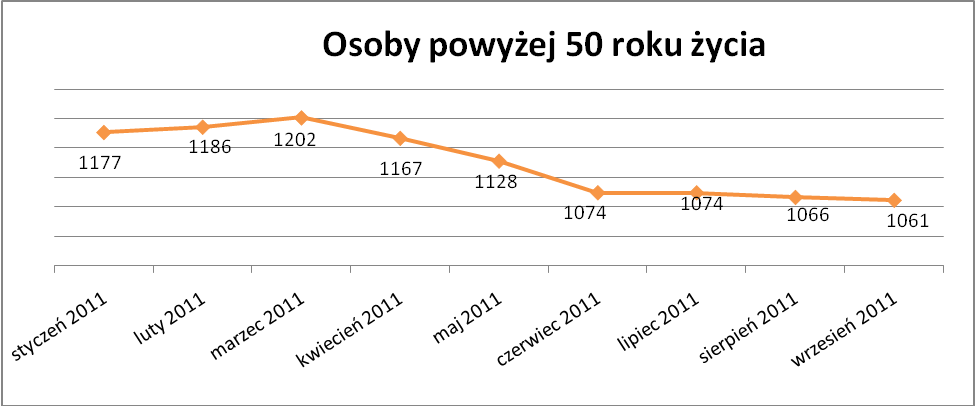 Osoby powyżej 50 roku życia
1177
1186
1202
1167
1128
1074
1074
1066
1061
styczeń 2011
luty 2011
marzec 2011
kwiecień 2011
maj 2011
czerwiec 2011
lipiec 2011
sierpień 2011
wrzesień 2011